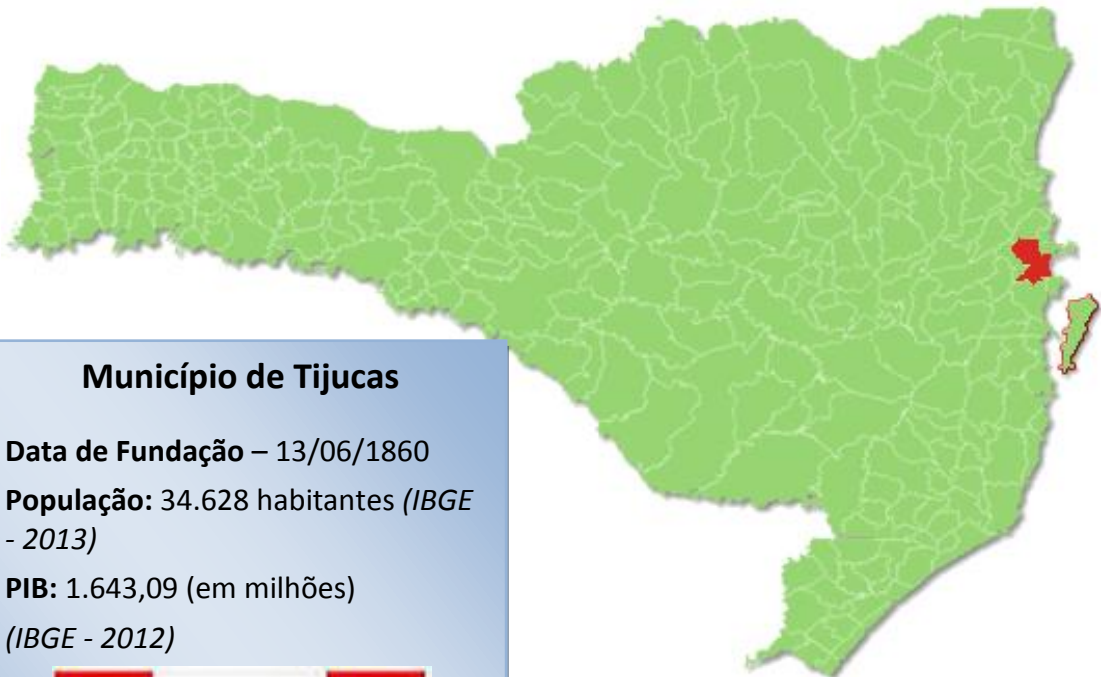 Município de Tijucas
Data de Fundação – 13/06/1860
População: 34.628 habitantes (IBGE
- 2013)
PIB: 1.643,09 (em milhões)
(IBGE - 2012)